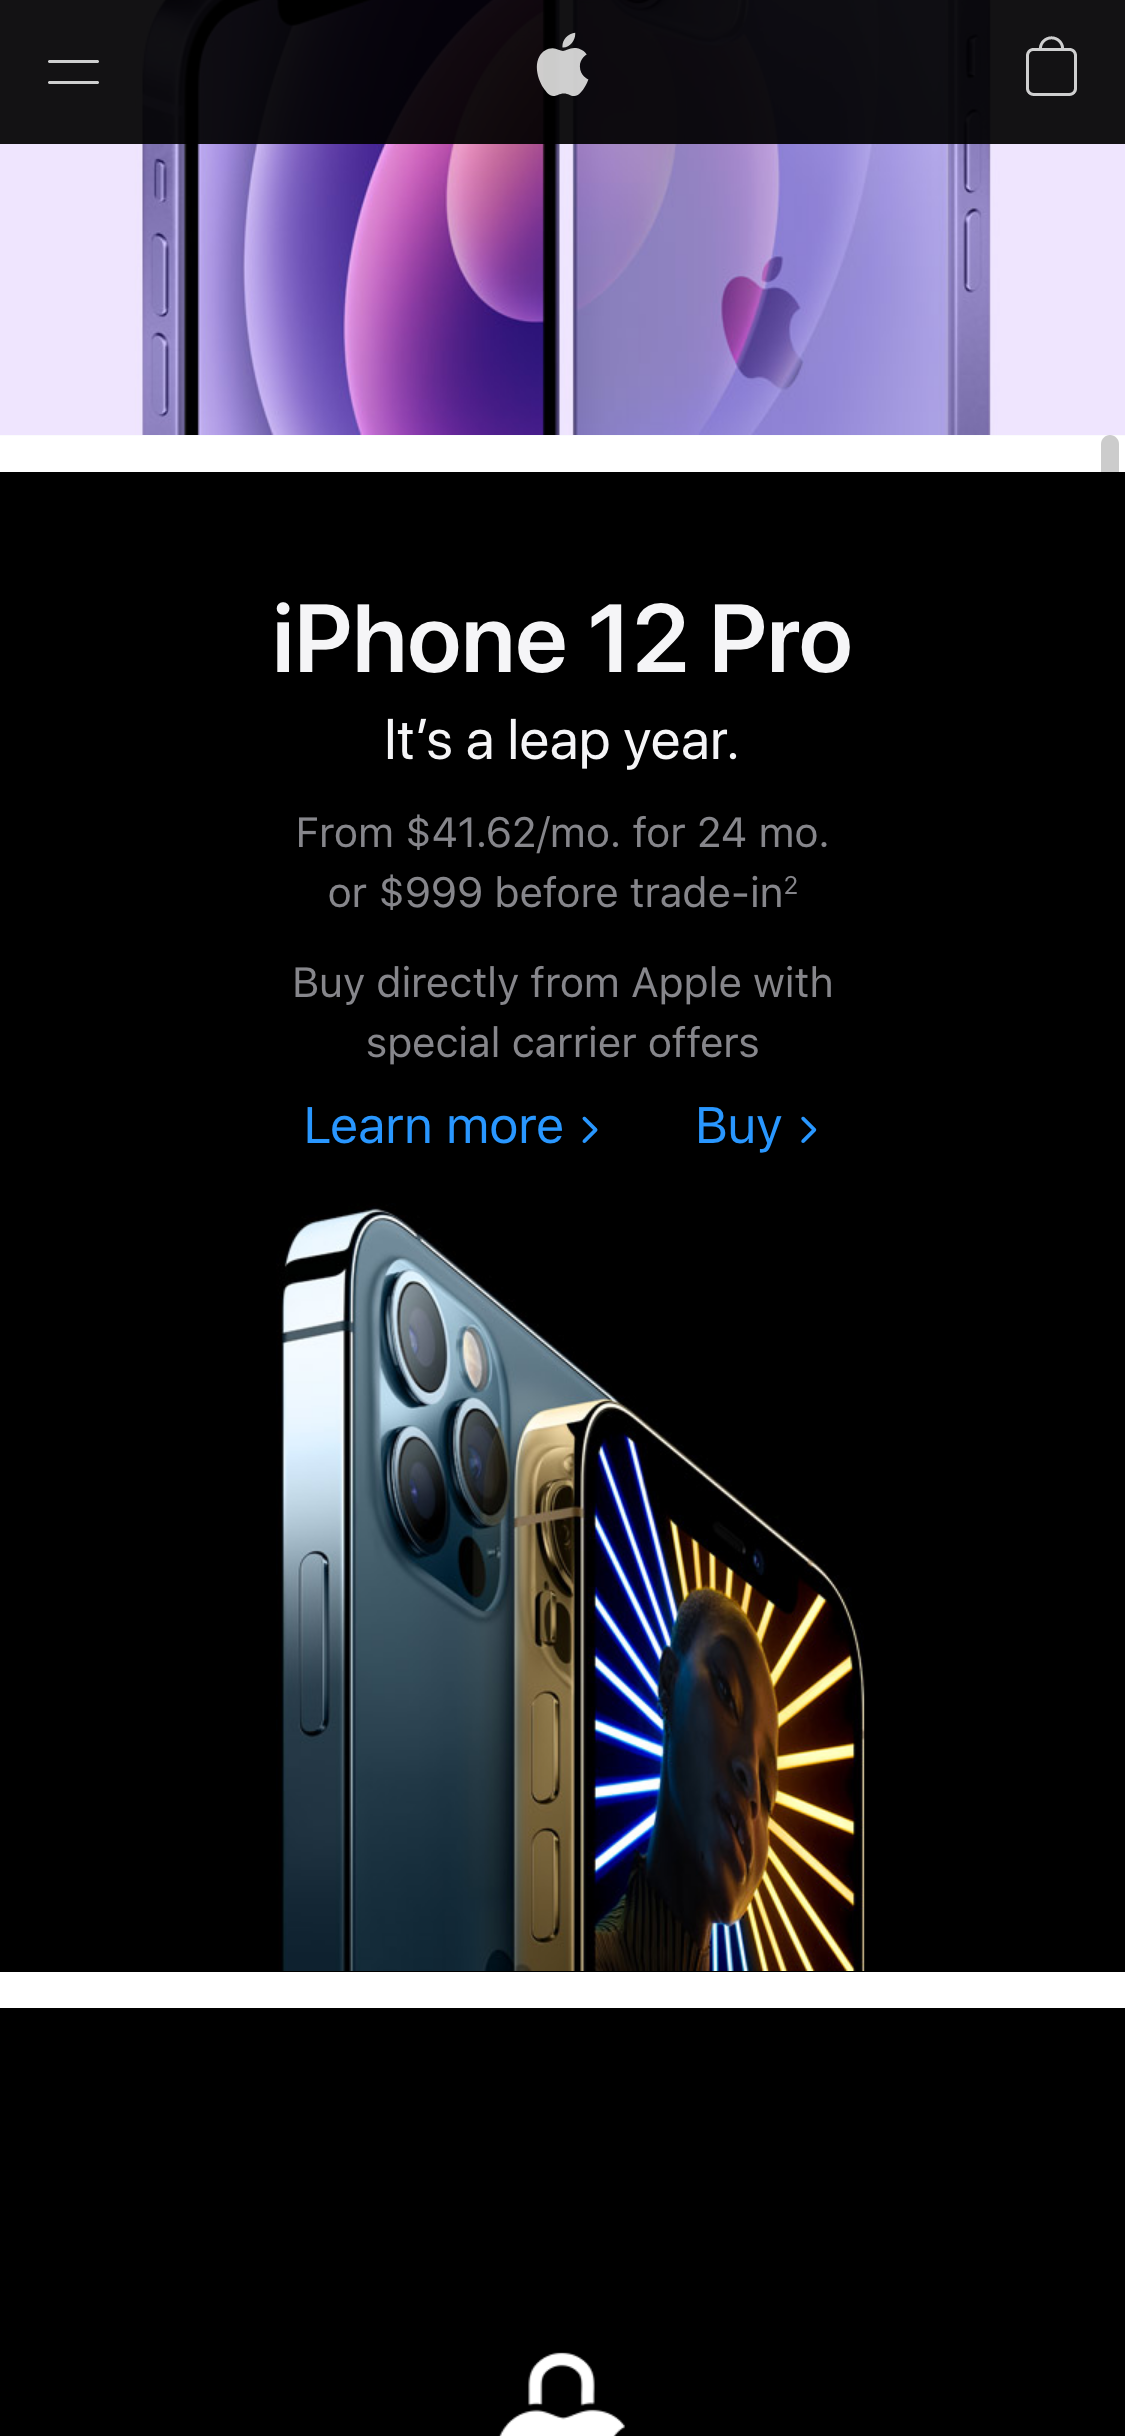 iPhone 12 Pro
It’s a leap year.
From $41.62/mo. for 24 mo.
or $999 before trade-in²
Buy directly from Apple with
special carrier offers
Learn more >
Buy >